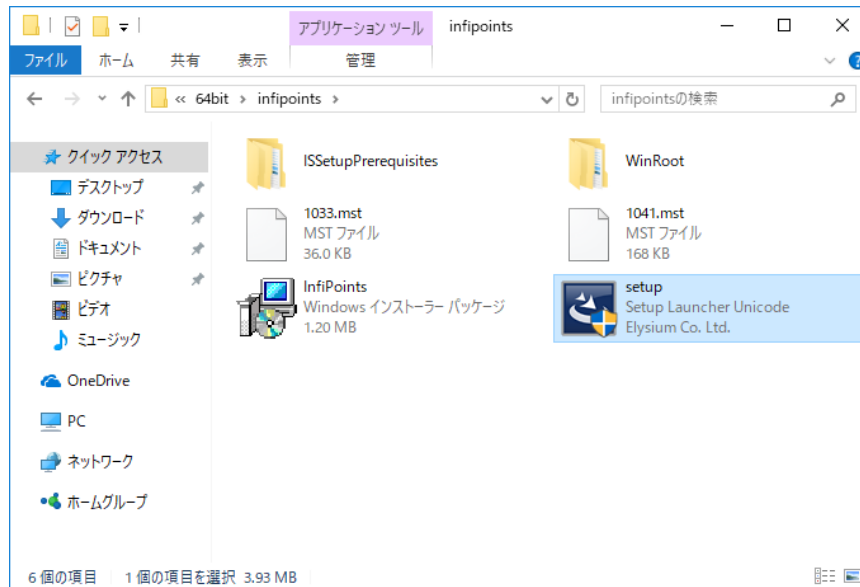 アプリケーション ツール
infipoints
ファイル
ホーム
共有
表示
管理
« 64bit › infipoints ›
infipointsの検索
クイック アクセス
デスクトップ
ダウンロード
ドキュメント
ピクチャ
ビデオ
ミュージック
OneDrive
PC
ネットワーク
ホームグループ
ISSetupPrerequisites
WinRoot
1033.mst
MST ファイル
36.0 KB
1041.mst
MST ファイル
168 KB
InfiPoints
Windows インストーラー パッケージ
1.20 MB
setup
Setup Launcher Unicode
Elysium Co. Ltd.
6 個の項目
1 個の項目を選択 3.93 MB